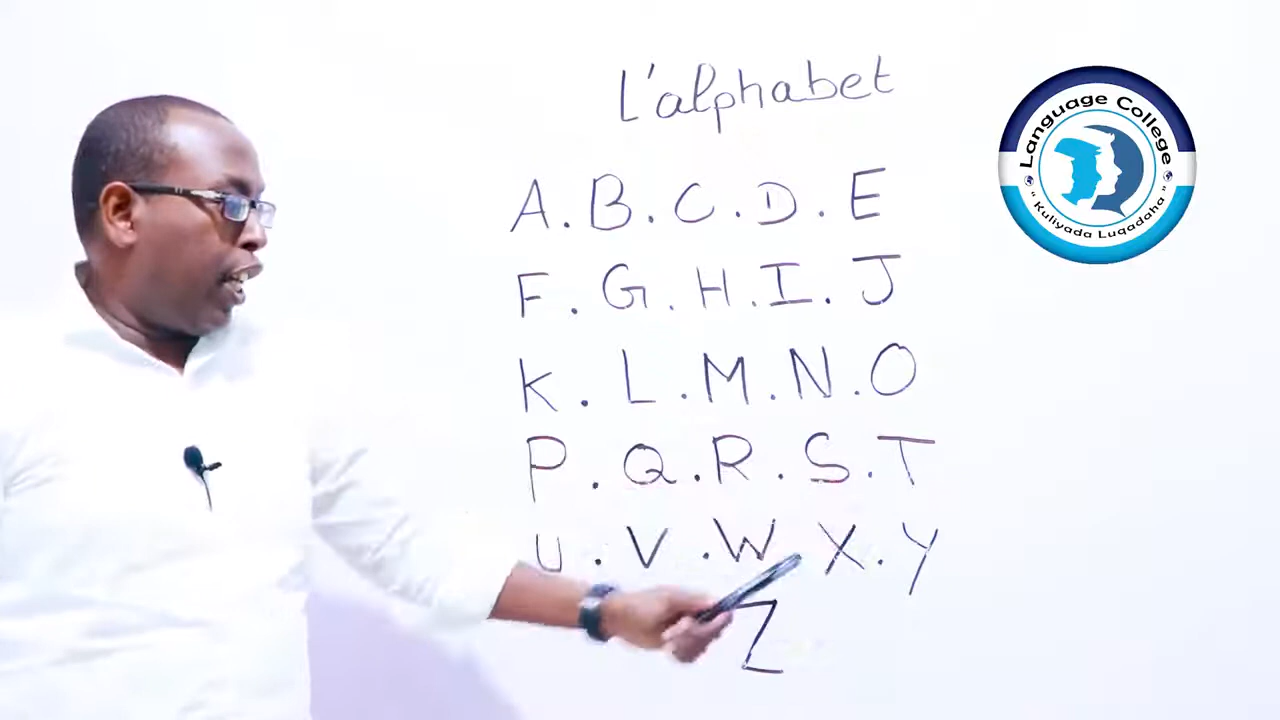 L'alphabet
A. B. C. D. E
F. G. H. I. J
K. L. M. N. O
P. Q. R. S. T
U. V. W X. Y
Z
Language College
" Kuliyada Luqadaha "